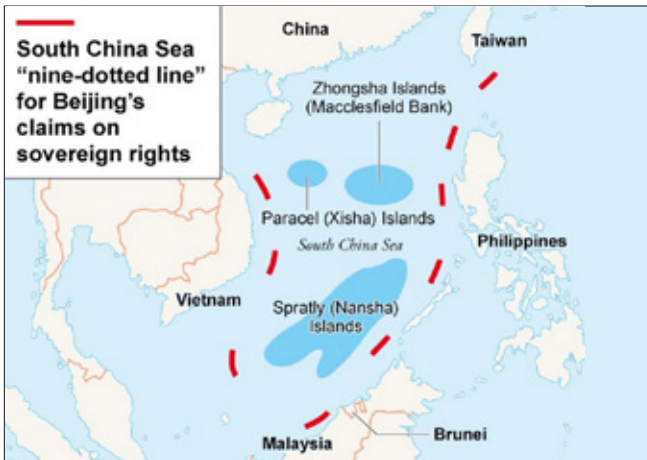 South China Sea
“nine-dotted line”
for Beijing’s
claims on
sovereign rights
China
Taiwan
Zhongsha Islands
(Macclesfield Bank)
Paracel (Xisha) Islands
South China Sea
Philippines
Vietnam
Spratly (Nansha)
Islands
Malaysia
Brunei